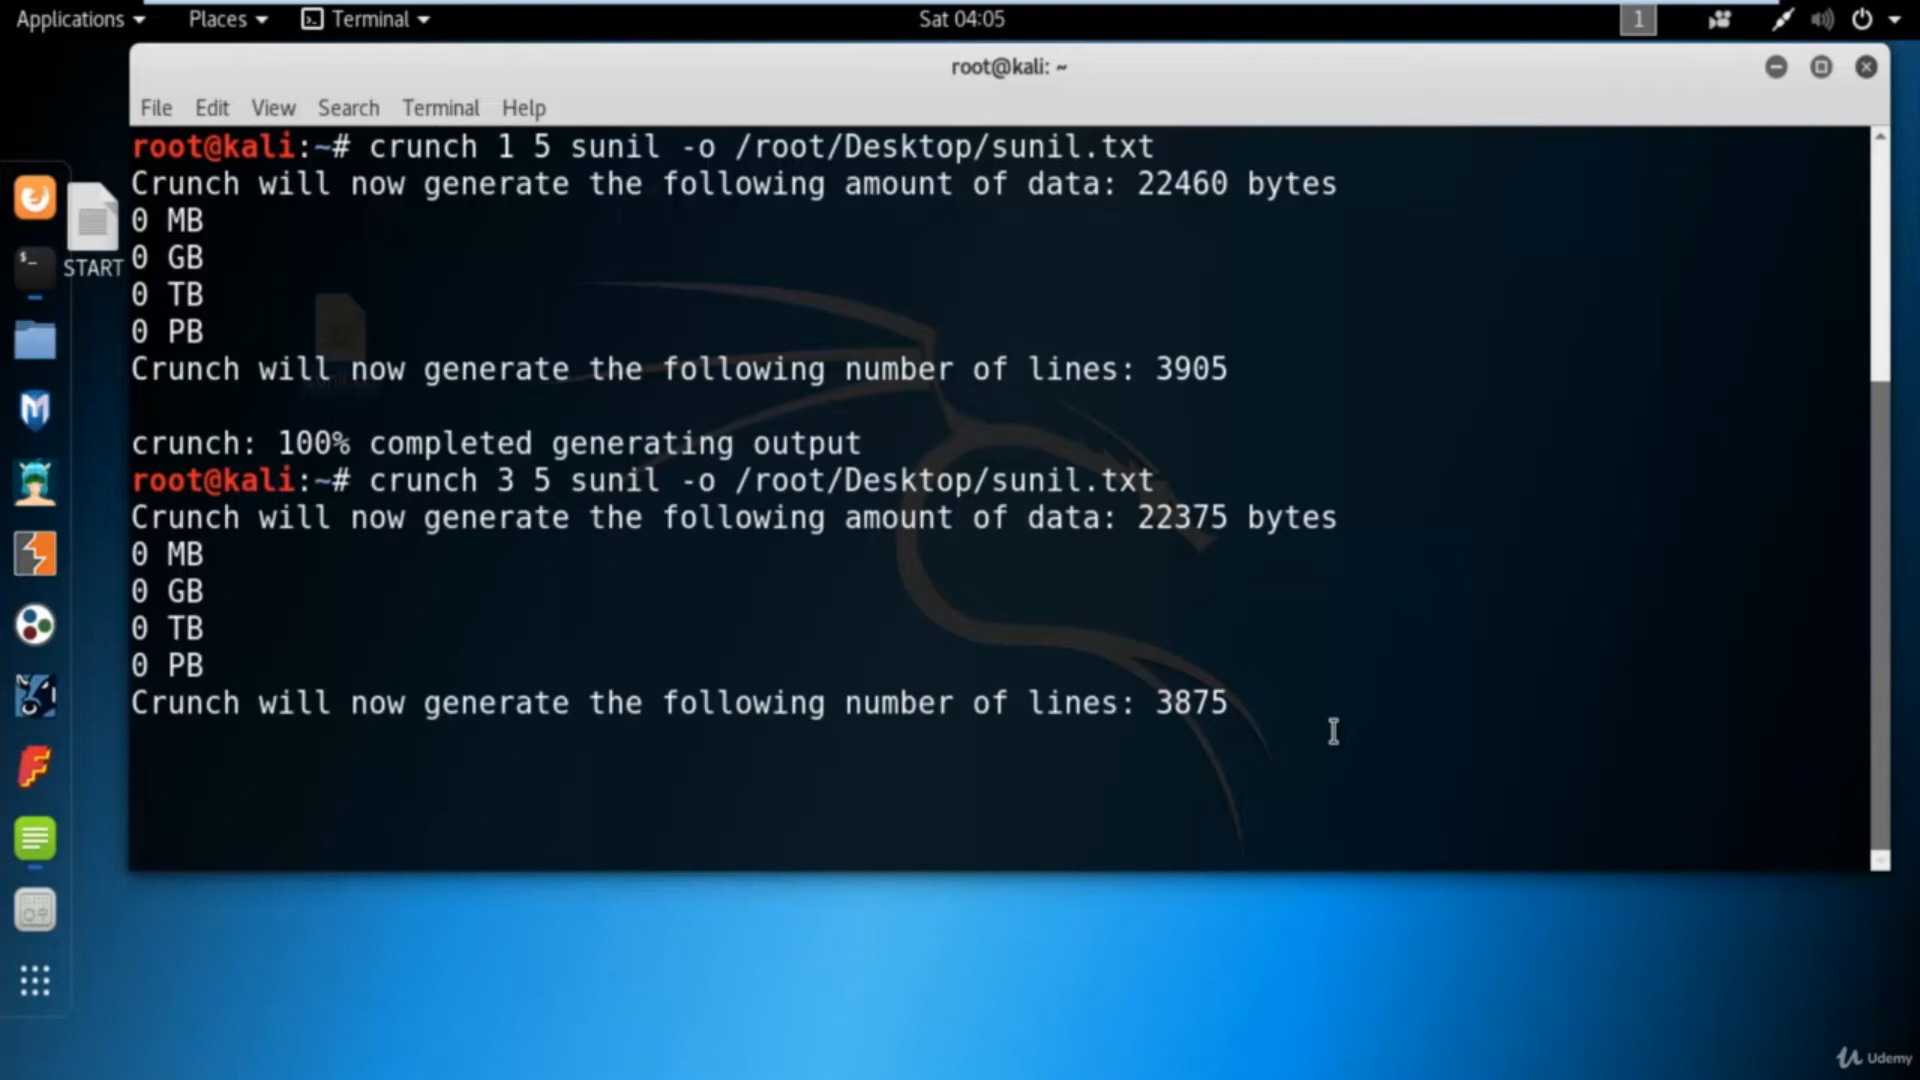 Applications Places Terminal Sat 04:05 1
root@kali: ~
File Edit View Search Terminal Help
root@kali:~# crunch 1 5 sunil -o /root/Desktop/sunil.txt
Crunch will now generate the following amount of data: 22460 bytes
0 MB
0 GB
0 TB
0 PB
Crunch will now generate the following number of lines: 3905
crunch: 100% completed generating output
root@kali:~# crunch 3 5 sunil -o /root/Desktop/sunil.txt
Crunch will now generate the following amount of data: 22375 bytes
0 MB
0 GB
0 TB
0 PB
Crunch will now generate the following number of lines: 3875
START
Udemy